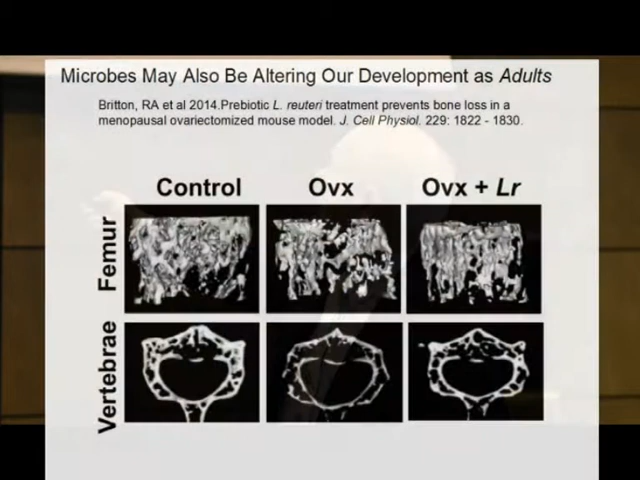 Microbes May Also Be Altering Our Development as Adults
Britton, RA et al 2014.Prebiotic L. reuteri treatment prevents bone loss in a
menopausal ovariectomized mouse model. J. Cell Physiol. 229: 1822 - 1830.
Control Ovx Ovx + Lr
Femur
Vertebrae